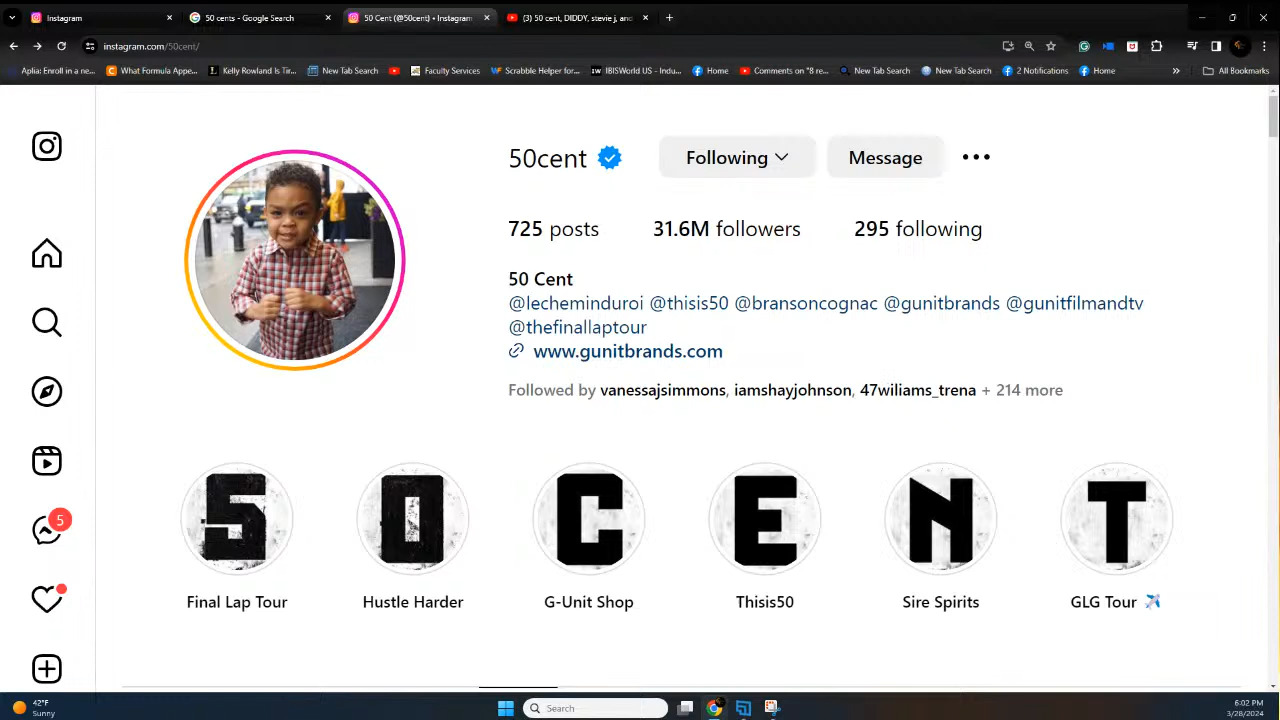 Instagram
50 cents - Google Search
50 Cent (@50cent) • Instagram
(3) 50 cent, DIDDY, stevie j, and
instagram.com/50cent/
Aplia: Enroll in a ne...
What Formula Appe...
Kelly Rowland Is Tir...
New Tab Search
Faculty Services
Scrabble Helper for...
IBISWorld US - Indu...
Home
Comments on "8 re...
New Tab Search
New Tab Search
2 Notifications
Home
»
All Bookmarks
50cent
Following
Message
725 posts
31.6M followers
295 following
50 Cent
@lecheminduroi @thisis50 @bransoncognac @gunitbrands @gunitfilmandtv
@thefinallaptour
www.gunitbrands.com
Followed by vanessajsimmons, iamshayjohnson, 47wiliams_trena + 214 more
5 0 C E N T
Final Lap Tour
Hustle Harder
G-Unit Shop
Thisis50
Sire Spirits
GLG Tour ✈️
5
42°F
Sunny
Search
6:02 PM
3/28/2024